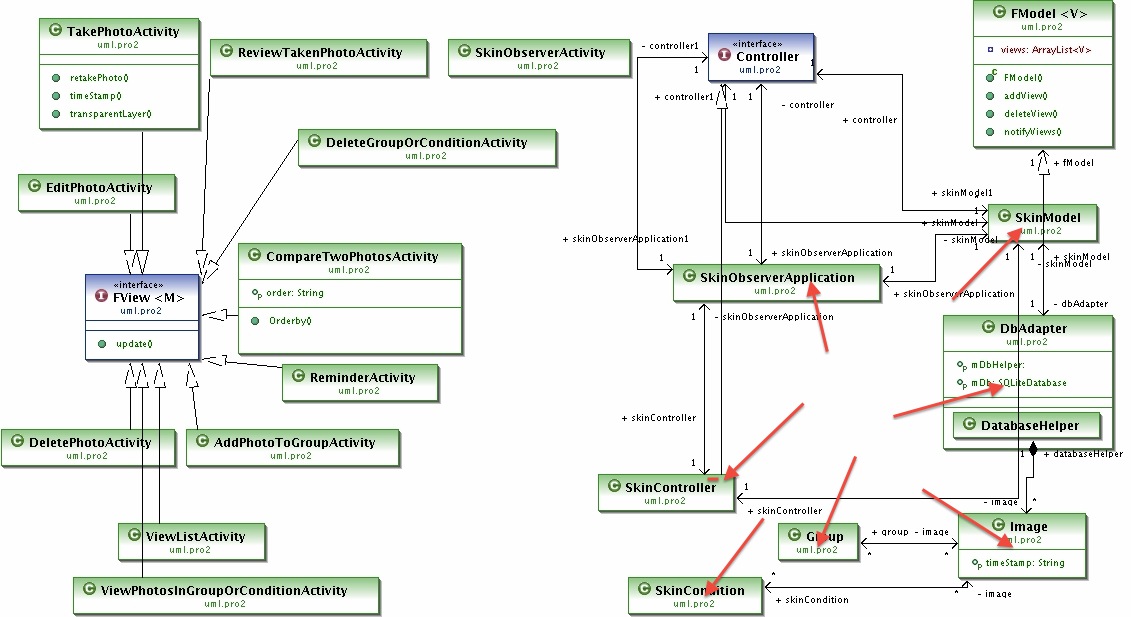 TakePhotoActivity
uml.pro2
retakePhoto()
timeStamp()
transparentLayer()
ReviewTakenPhotoActivity
uml.pro2
SkinObserverActivity
uml.pro2
- controller1
1
«interface»
Controller
uml.pro2
1
+ controller1
1
1
- controller
+ controller
FModel <V>
uml.pro2
views: ArrayList<V>
FModel()
addView()
deleteView()
notifyViews()
1
+ fModel
DeleteGroupOrConditionActivity
uml.pro2
EditPhotoActivity
uml.pro2
+ skinModel1
1
SkinModel
uml.pro2
+ skinModel
- skinModel
1
1
1
+ skinModel
- skinModel
CompareTwoPhotosActivity
uml.pro2
order: String
Orderby()
+ skinObserverApplication1
1
1
+ skinObserverApplication
SkinObserverApplication
uml.pro2
1
+ skinObserverApplication
1
- skinObserverApplication
«interface»
FView <M>
uml.pro2
update()
1
- dbAdapter
DbAdapter
uml.pro2
mDbHelper:
mDb: SQLiteDatabase
DatabaseHelper
1
+ databaseHelper
ReminderActivity
uml.pro2
DeletePhotoActivity
uml.pro2
AddPhotoToGroupActivity
uml.pro2
+ skinController
1
SkinController
uml.pro2
1
+ skinController
- image
*
ViewListActivity
uml.pro2
Group
uml.pro2
+ group
- image
*
*
Image
uml.pro2
timeStamp: String
ViewPhotosInGroupOrConditionActivity
uml.pro2
SkinCondition
uml.pro2
*
+ skinCondition
*
- image